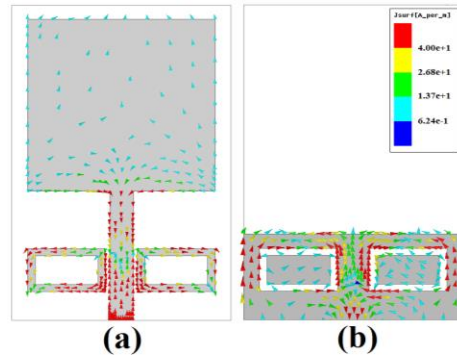 Jsurf[A_per_m]
4.00e+1
2.68e+1
1.37e+1
6.24e-1
(a)
(b)